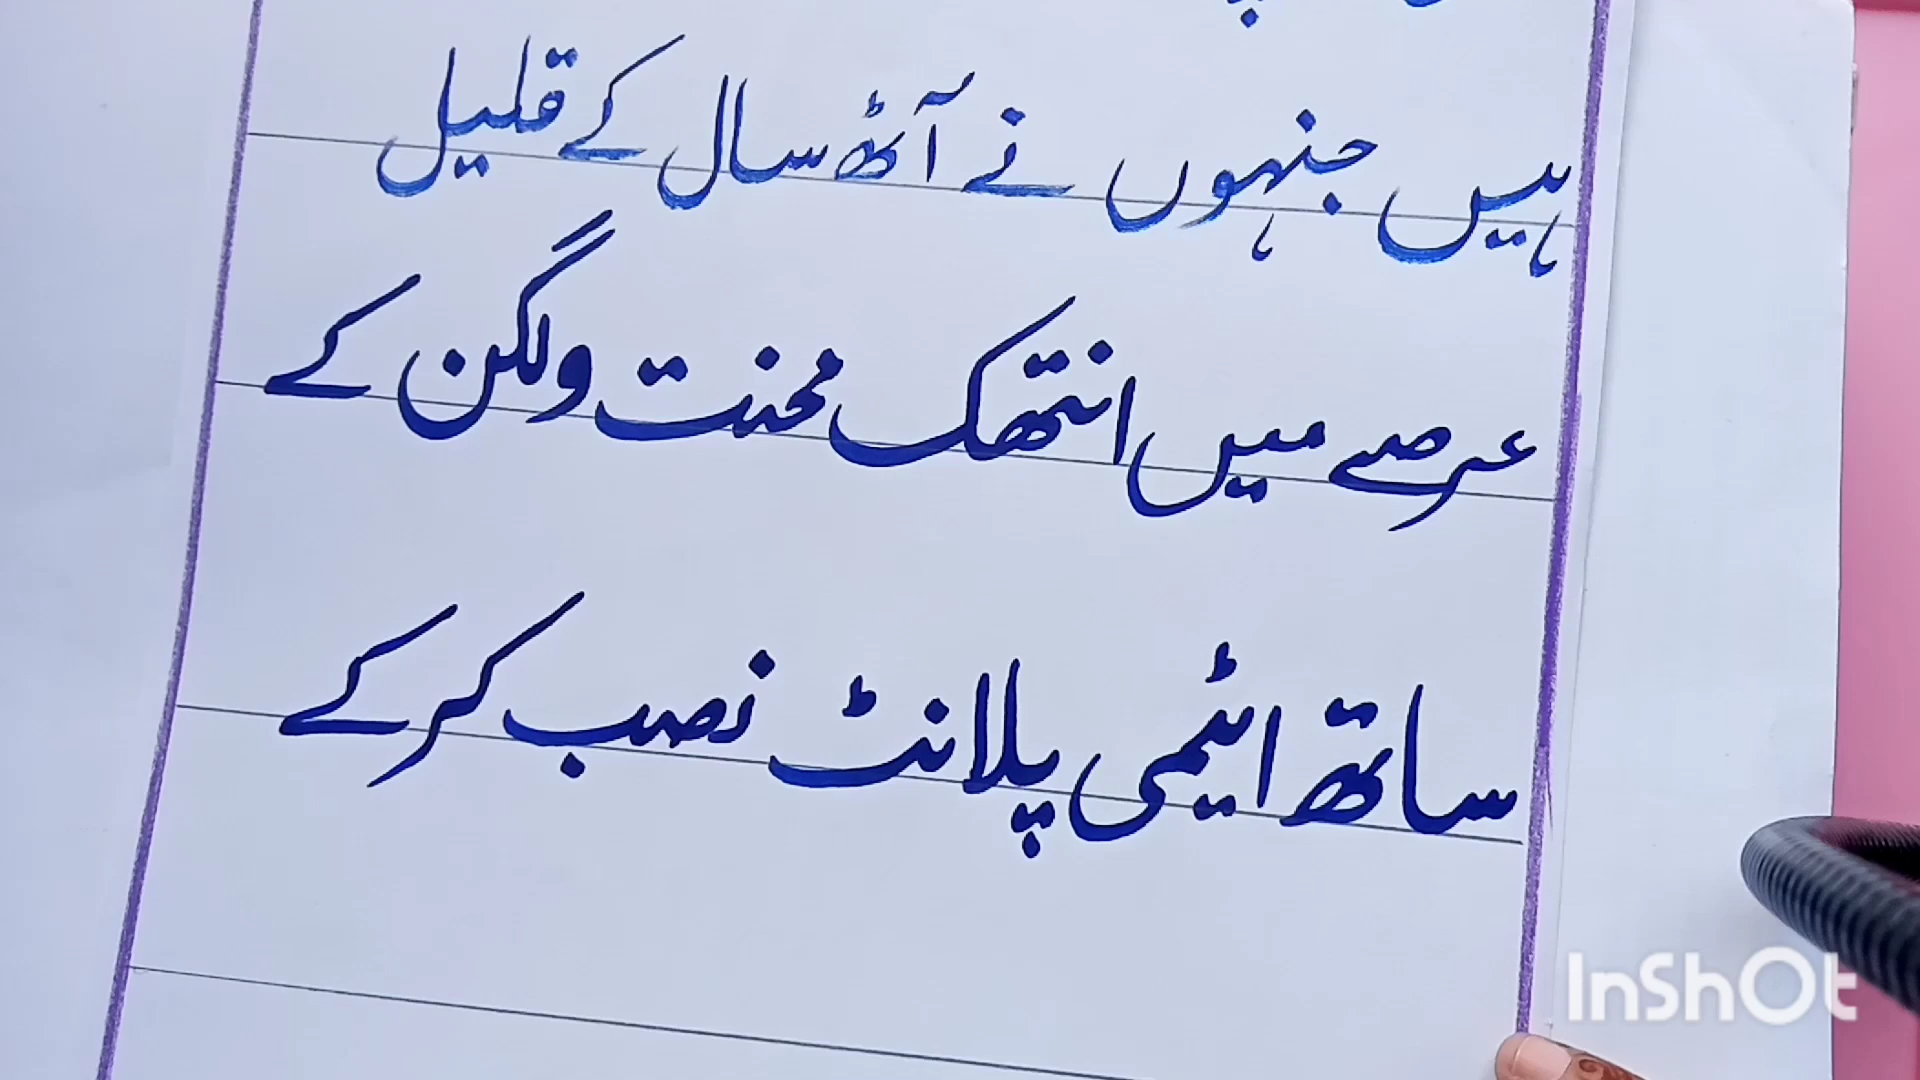 ہیں جنہوں نے آٹھ سال کے قلیل
عرصے میں انتھک محنت و لگن کے
ساتھ ایٹمی پلانٹ نصب کر کے
InShOt